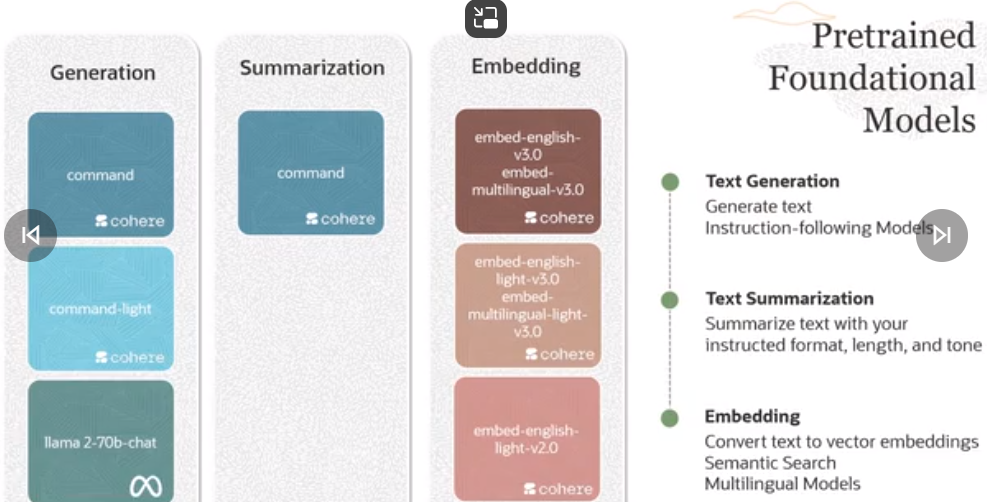 Generation
command
cohere
command-light
cohere
llama 2-70b-chat
Summarization
command
cohere
Embedding
embed-english-
v3.0
embed-
multilingual-v3.0
cohere
embed-english-
light-v3.0
embed-
multilingual-light-
v3.0
cohere
embed-english-
light-v2.0
cohere
Pretrained
Foundational
Models
Text Generation
Generate text
Instruction-following Models
Text Summarization
Summarize text with your
instructed format, length, and tone
Embedding
Convert text to vector embeddings
Semantic Search
Multilingual Models